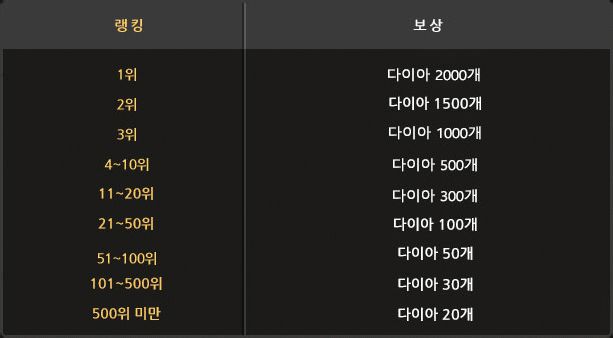 랭킹 보상
1위 다이아 2000개
2위 다이아 1500개
3위 다이아 1000개
4~10위 다이아 500개
11~20위 다이아 300개
21~50위 다이아 100개
51~100위 다이아 50개
101~500위 다이아 30개
500위 미만 다이아 20개